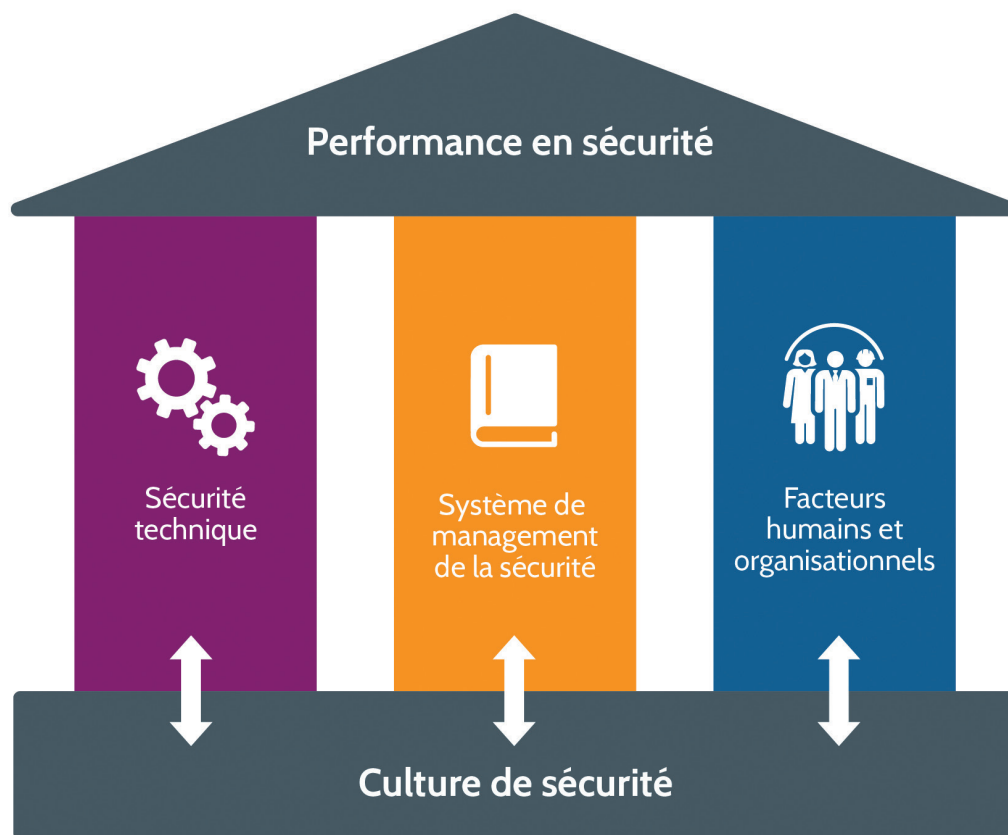 Performance en sécurité
Sécurité
technique
Système de
management
de la sécurité
Facteurs
humains et
organisationnels
Culture de sécurité